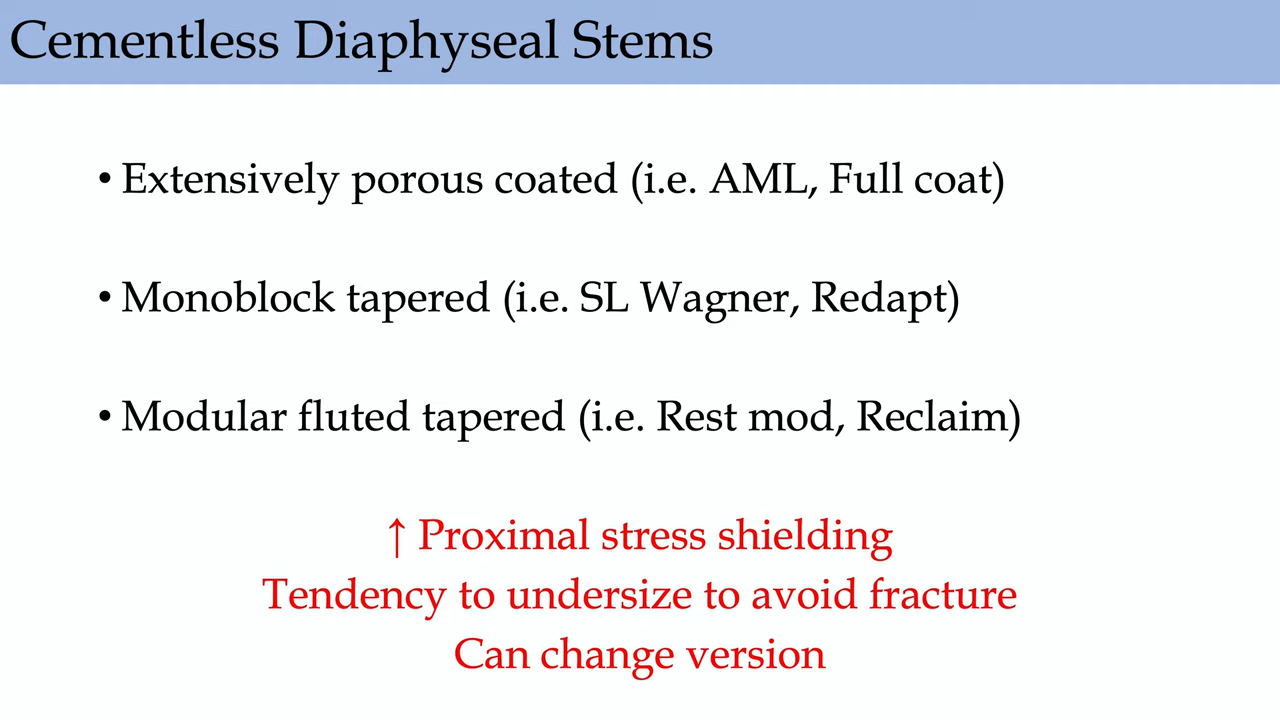 Cementless Diaphyseal Stems
• Extensively porous coated (i.e. AML, Full coat)
• Monoblock tapered (i.e. SL Wagner, Redapt)
• Modular fluted tapered (i.e. Rest mod, Reclaim)
↑ Proximal stress shielding
Tendency to undersize to avoid fracture
Can change version